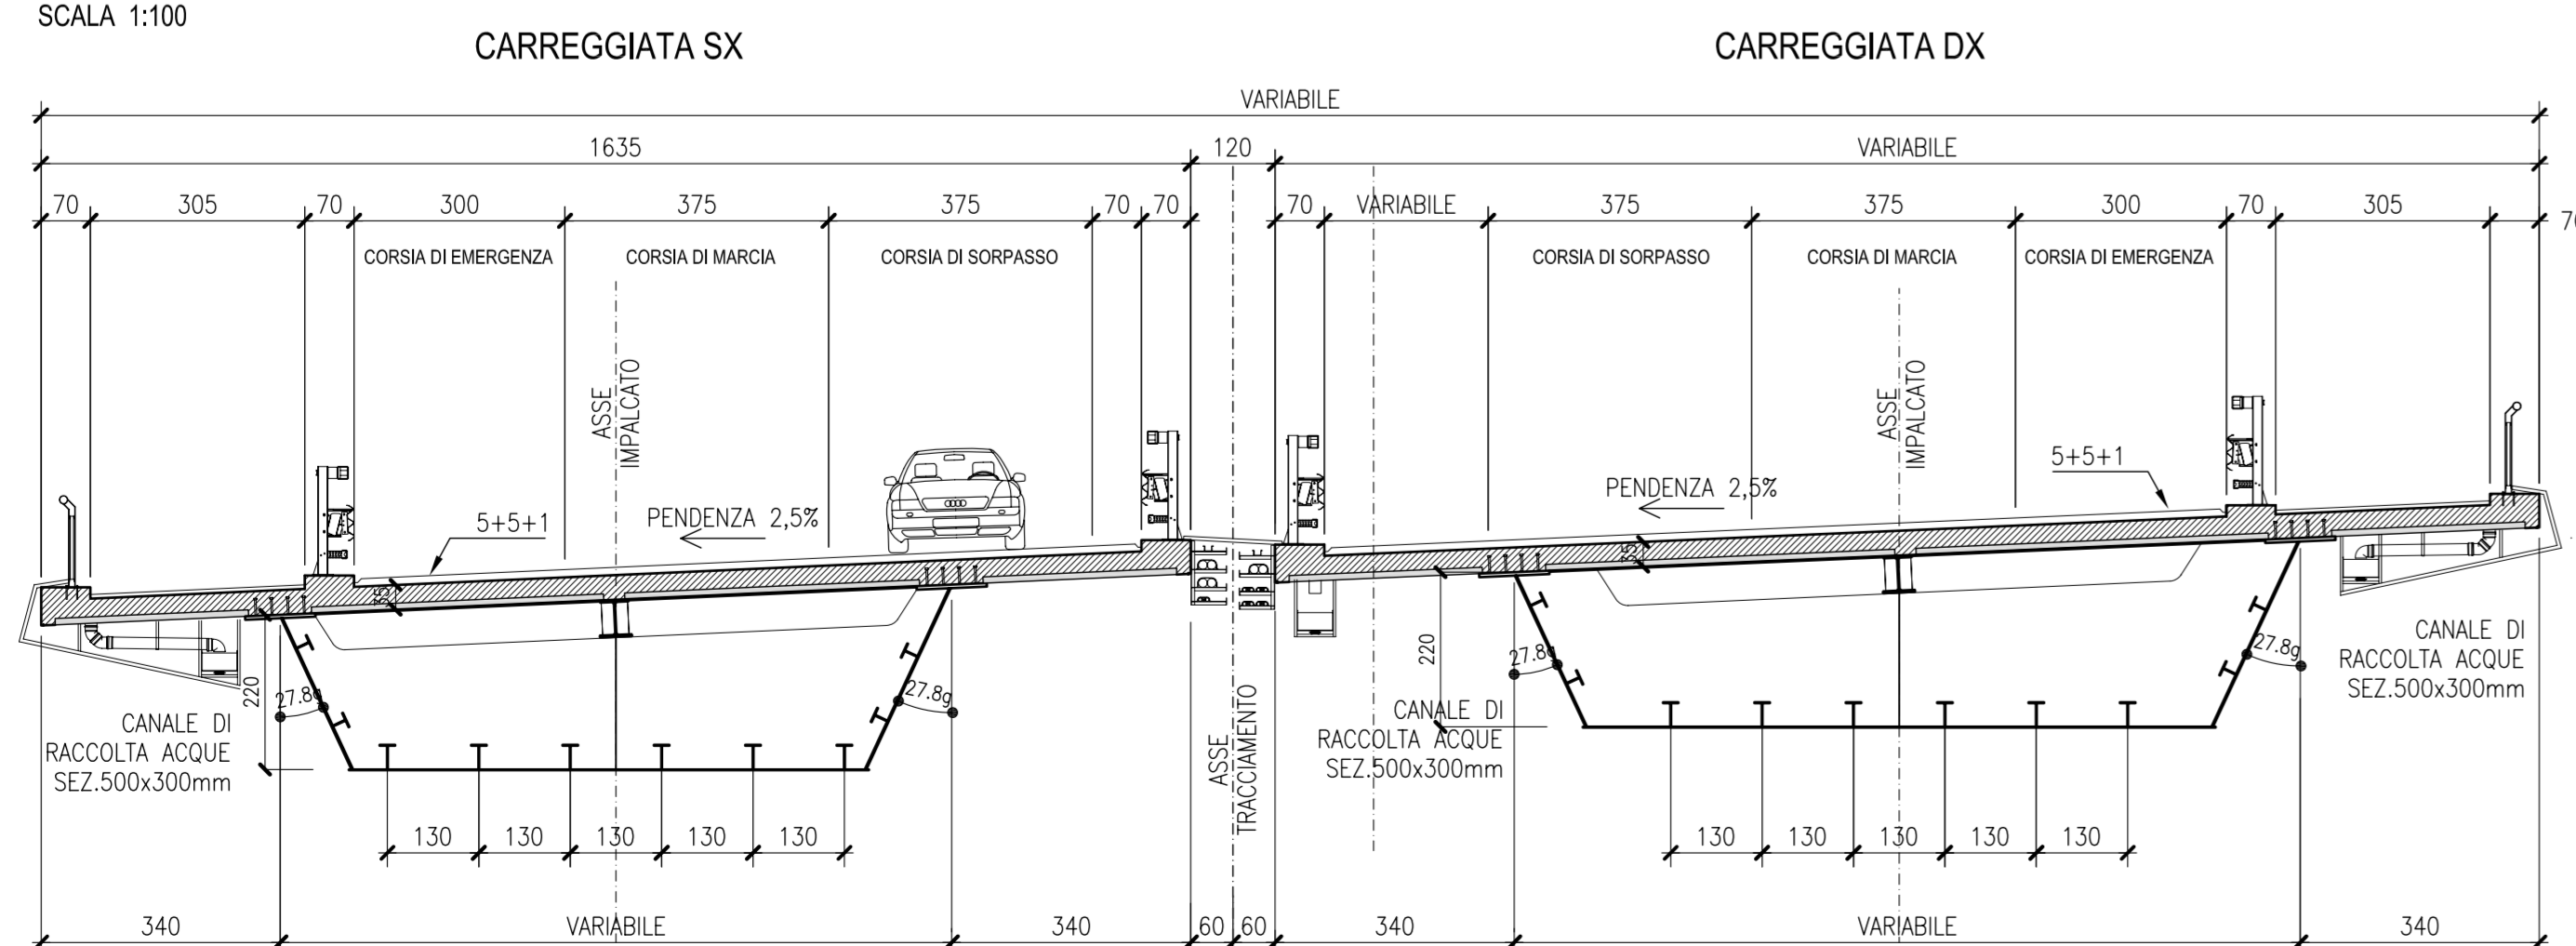 SCALA 1:100
CARREGGIATA SX
CARREGGIATA DX
VARIABILE
1635
120
VARIABILE
70
305
70
300
375
375
70
70
70
VARIABILE
375
375
300
70
305
CORSIA DI EMERGENZA
CORSIA DI MARCIA
CORSIA DI SORPASSO
CORSIA DI SORPASSO
CORSIA DI MARCIA
CORSIA DI EMERGENZA
ASSE
IMPALCATO
ASSE
IMPALCATO
5+5+1
PENDENZA 2,5%
PENDENZA 2,5%
5+5+1
35
35
220
27.8g
27.8g
220
27.8g
27.8g
CANALE DI
RACCOLTA ACQUE
SEZ.500x300mm
ASSE
TRACCIAMENTO
CANALE DI
RACCOLTA ACQUE
SEZ.500x300mm
CANALE DI
RACCOLTA ACQUE
SEZ.500x300mm
130
130
130
130
130
130
130
130
130
130
340
VARIABILE
340
60
60
340
VARIABILE
340